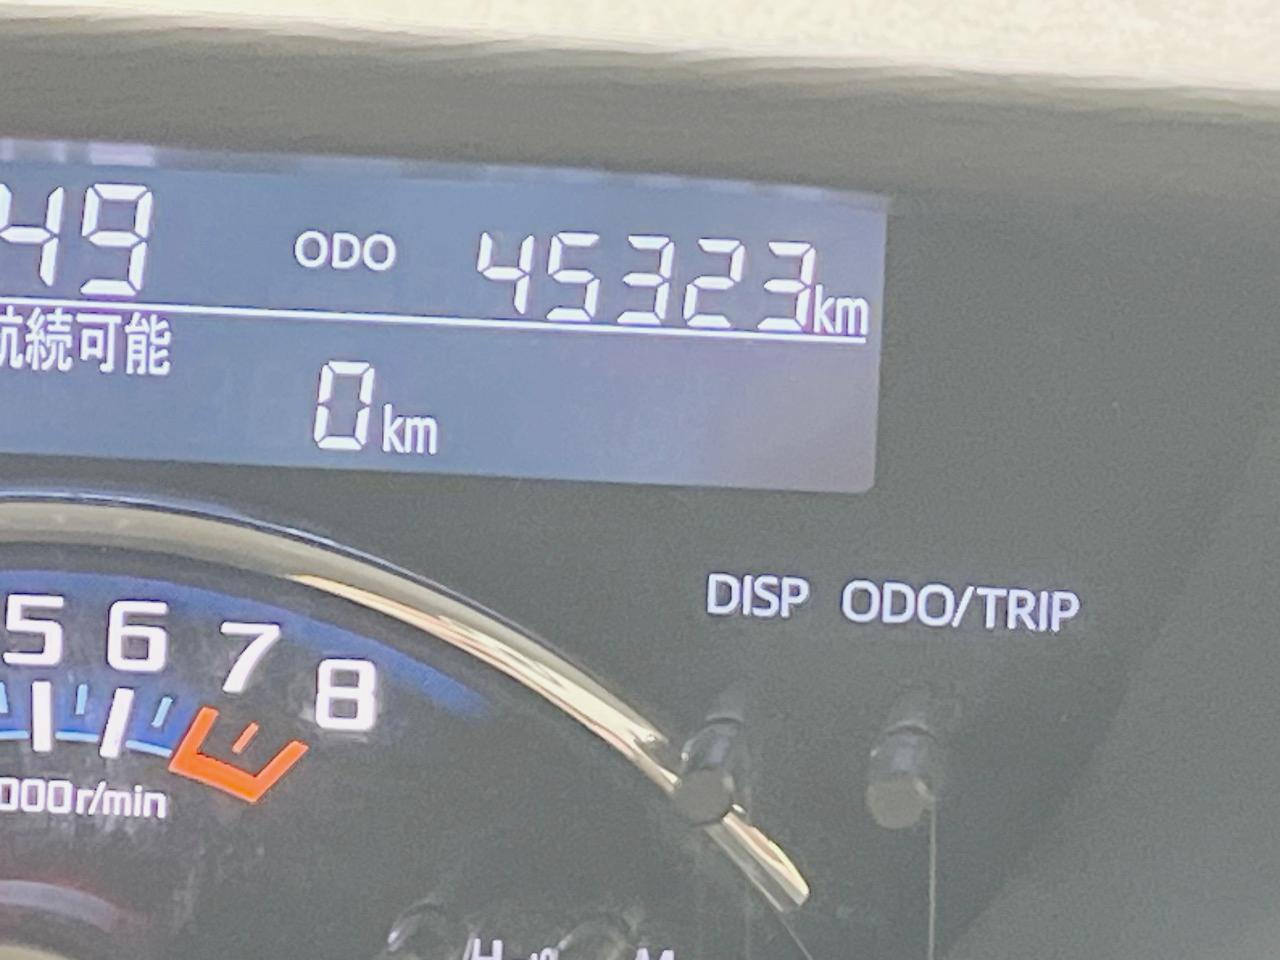 49 ODO 45323km
航続可能
0km
DISP ODO/TRIP
5 6 7 8
000r/min